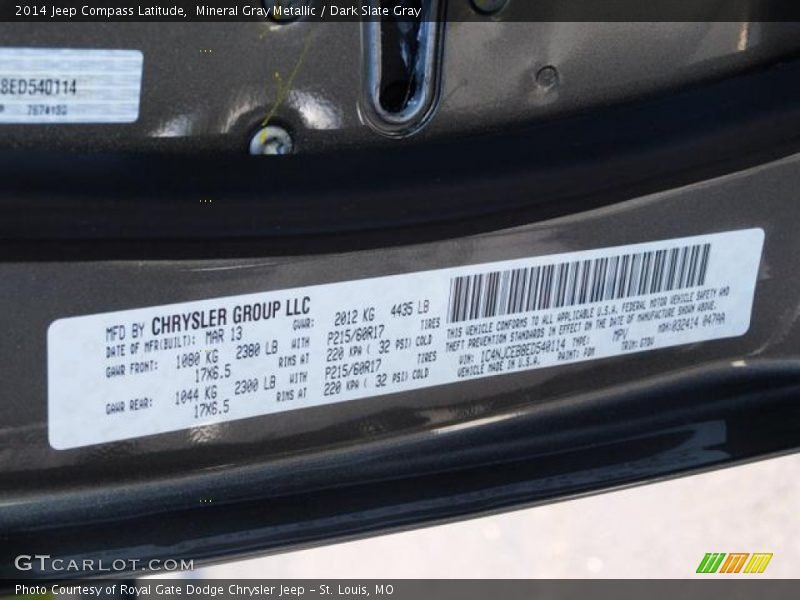 2014 Jeep Compass Latitude, Mineral Gray Metallic / Dark Slate Gray
8ED540114
MFD BY CHRYSLER GROUP LLC
DATE OF MFR(BUILT): MAR 13 GVWR: 2012 KG 4435 LB
GAWR FRONT: 1080 KG 2380 LB WITH P215/60R17 TIRES
17X6.5 RIMS AT 220 KPA ( 32 PSI) COLD
GAWR REAR: 1044 KG 2300 LB WITH P215/60R17 TIRES
17X6.5 RIMS AT 220 KPA ( 32 PSI) COLD
THIS VEHICLE CONFORMS TO ALL APPLICABLE U.S.A. FEDERAL MOTOR VEHICLE SAFETY AND
THEFT PREVENTION STANDARDS IN EFFECT ON THE DATE OF MANUFACTURE SHOWN ABOVE.
VIN: 1C4NJCEB8ED540114 TYPE: MPV MDH:032414 047AA
VEHICLE MADE IN U.S.A. PAINT: PDM TRIM:
GTCARLOT.COM
Photo Courtesy of Royal Gate Dodge Chrysler Jeep – St. Louis, MO